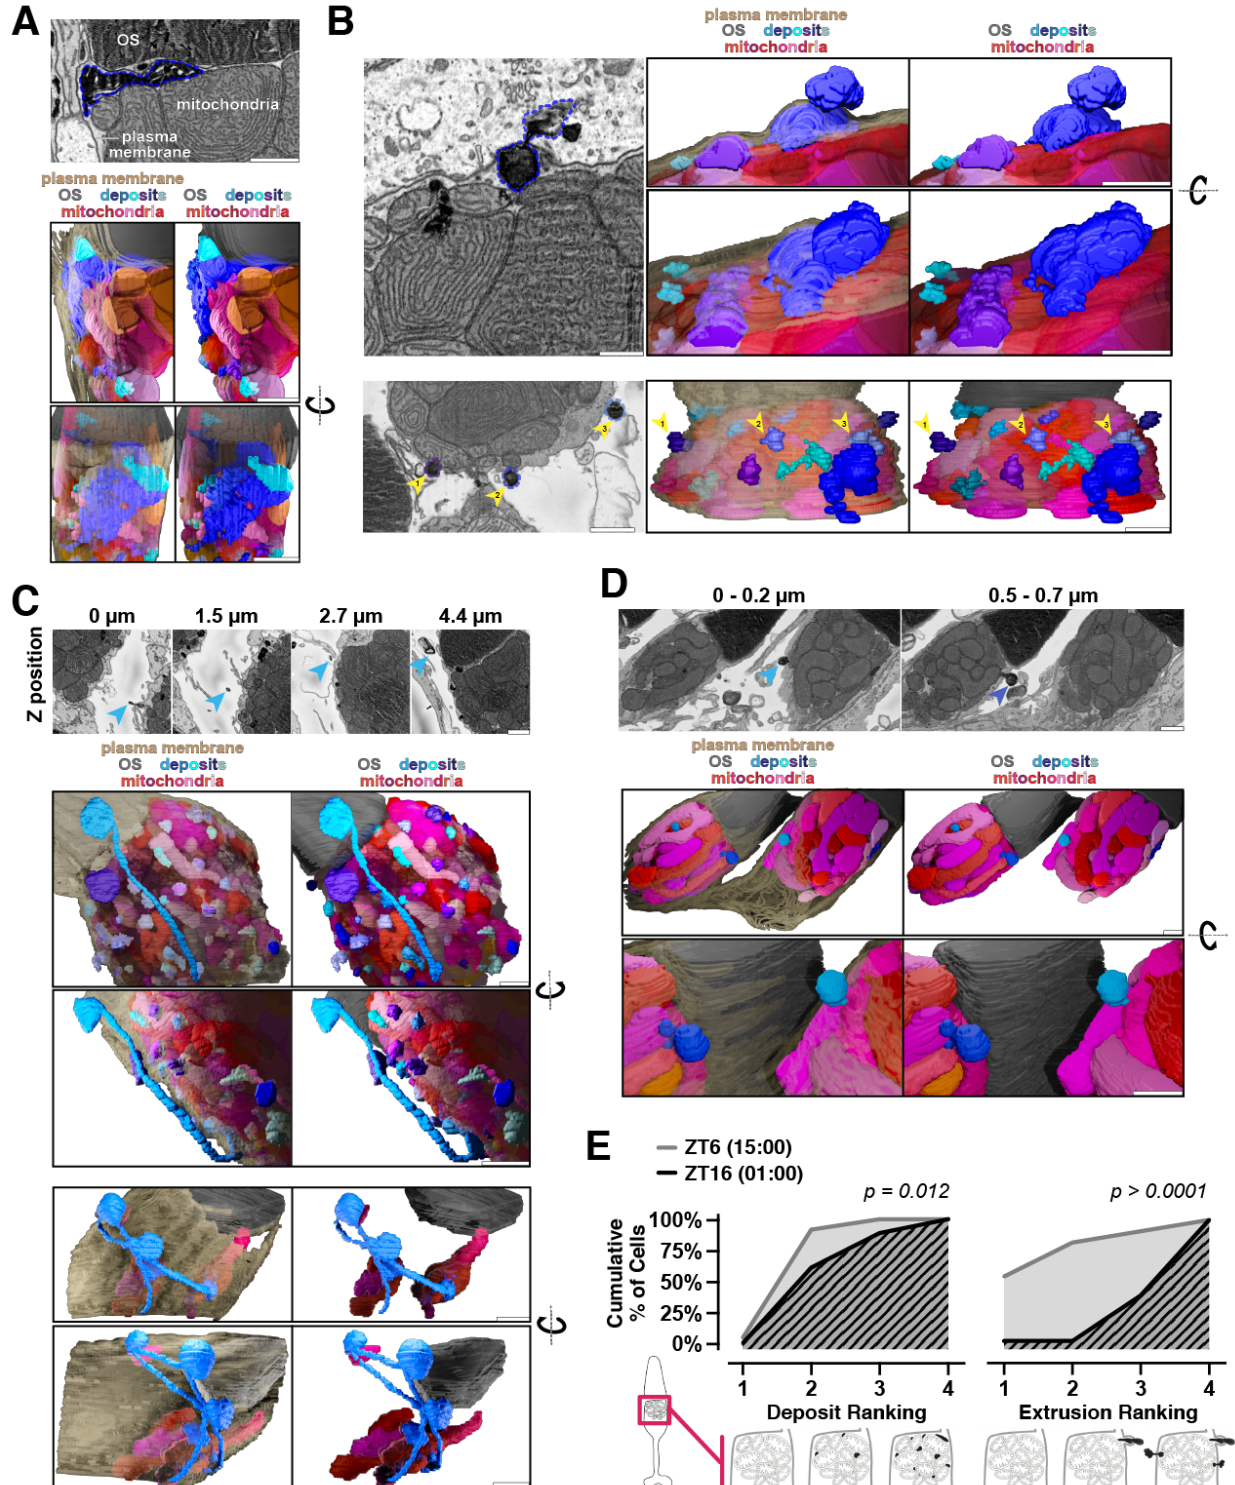 A
OS
mitochondria
plasma
membrane
plasma membrane
OS deposits
mitochondria
OS deposits
mitochondria
B
plasma membrane
OS deposits
mitochondria
OS deposits
mitochondria
1
2
3
1
2
3
1
2
3
C
Z position
0 µm
1.5 µm
2.7 µm
4.4 µm
plasma membrane
OS deposits
mitochondria
OS deposits
mitochondria
D
0 - 0.2 µm
0.5 - 0.7 µm
plasma membrane
OS deposits
mitochondria
OS deposits
mitochondria
E
ZT6 (15:00)
ZT16 (01:00)
p = 0.012
p > 0.0001
Cumulative
% of Cells
100%
75%
50%
25%
0%
1 2 3 4
Deposit Ranking
1 2 3 4
Extrusion Ranking